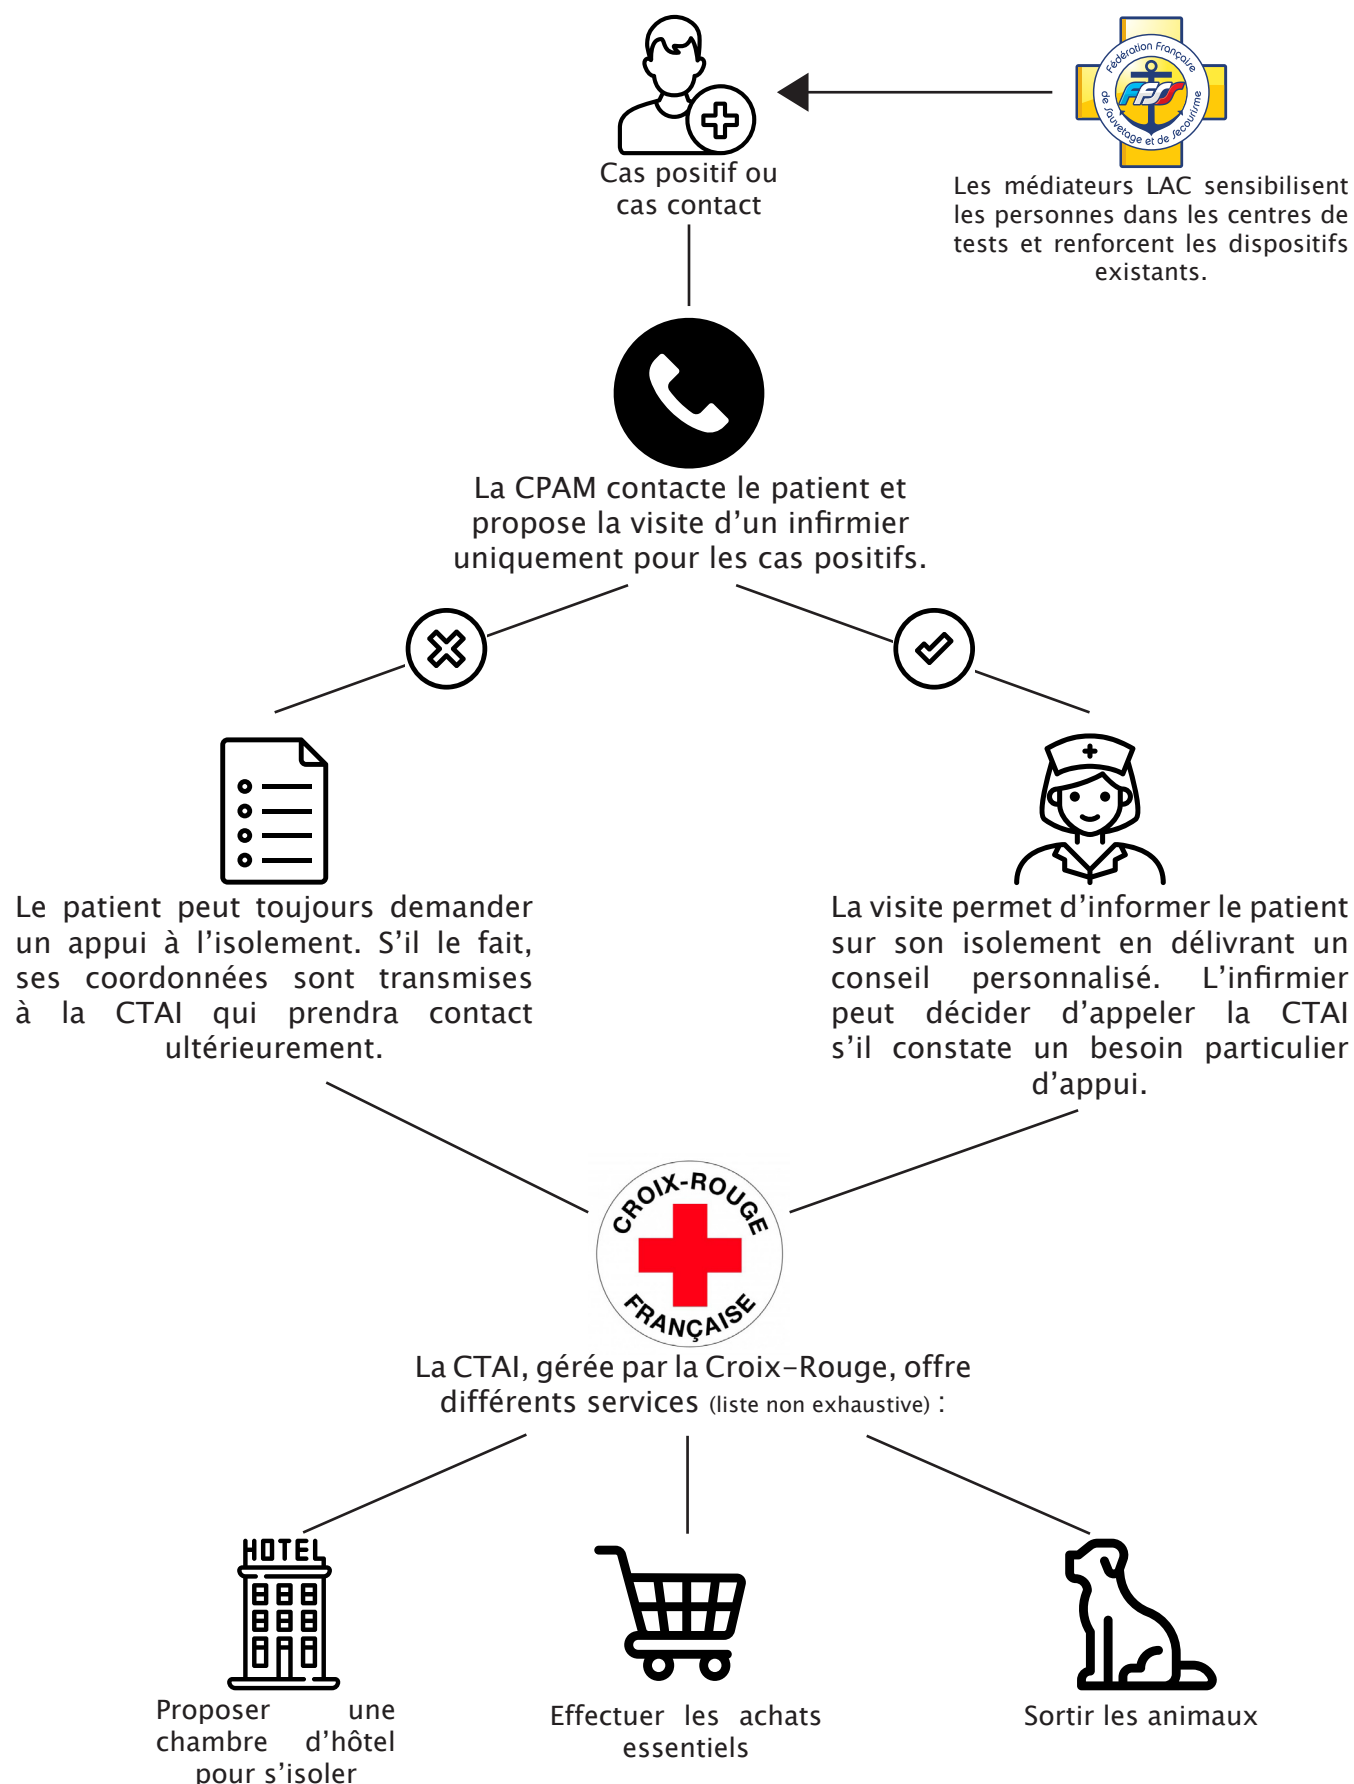 Fédération Française
de Sauvetage et de Secourisme
FFSS
Cas positif ou
cas contact
Les médiateurs LAC sensibilisent
les personnes dans les centres de
tests et renforcent les dispositifs
existants.
La CPAM contacte le patient et
propose la visite d’un infirmier
uniquement pour les cas positifs.
Le patient peut toujours demander
un appui à l’isolement. S’il le fait,
ses coordonnées sont transmises
à la CTAI qui prendra contact
ultérieurement.
La visite permet d’informer le patient
sur son isolement en délivrant un
conseil personnalisé. L’infirmier
peut décider d’appeler la CTAI
s’il constate un besoin particulier
d’appui.
CROIX-ROUGE
FRANÇAISE
La CTAI, gérée par la Croix-Rouge, offre
différents services (liste non exhaustive) :
HOTEL
Proposer une
chambre d’hôtel
pour s’isoler
Effectuer les achats
essentiels
Sortir les animaux